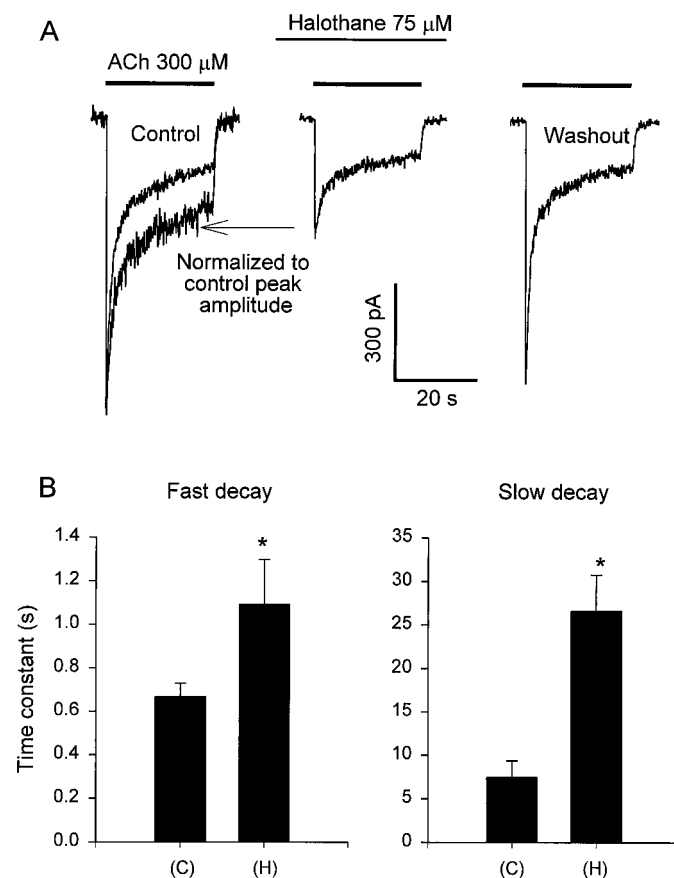 A
Halothane 75 μM
ACh 300 μM
Control
Washout
Normalized to
control peak
amplitude
300 pA
20 s
B
Fast decay
Slow decay
Time constant (s)
1.4
1.2
1.0
0.8
0.6
0.4
0.2
0.0
*
(C)
(H)
35
30
25
20
15
10
5
0
*
(C)
(H)